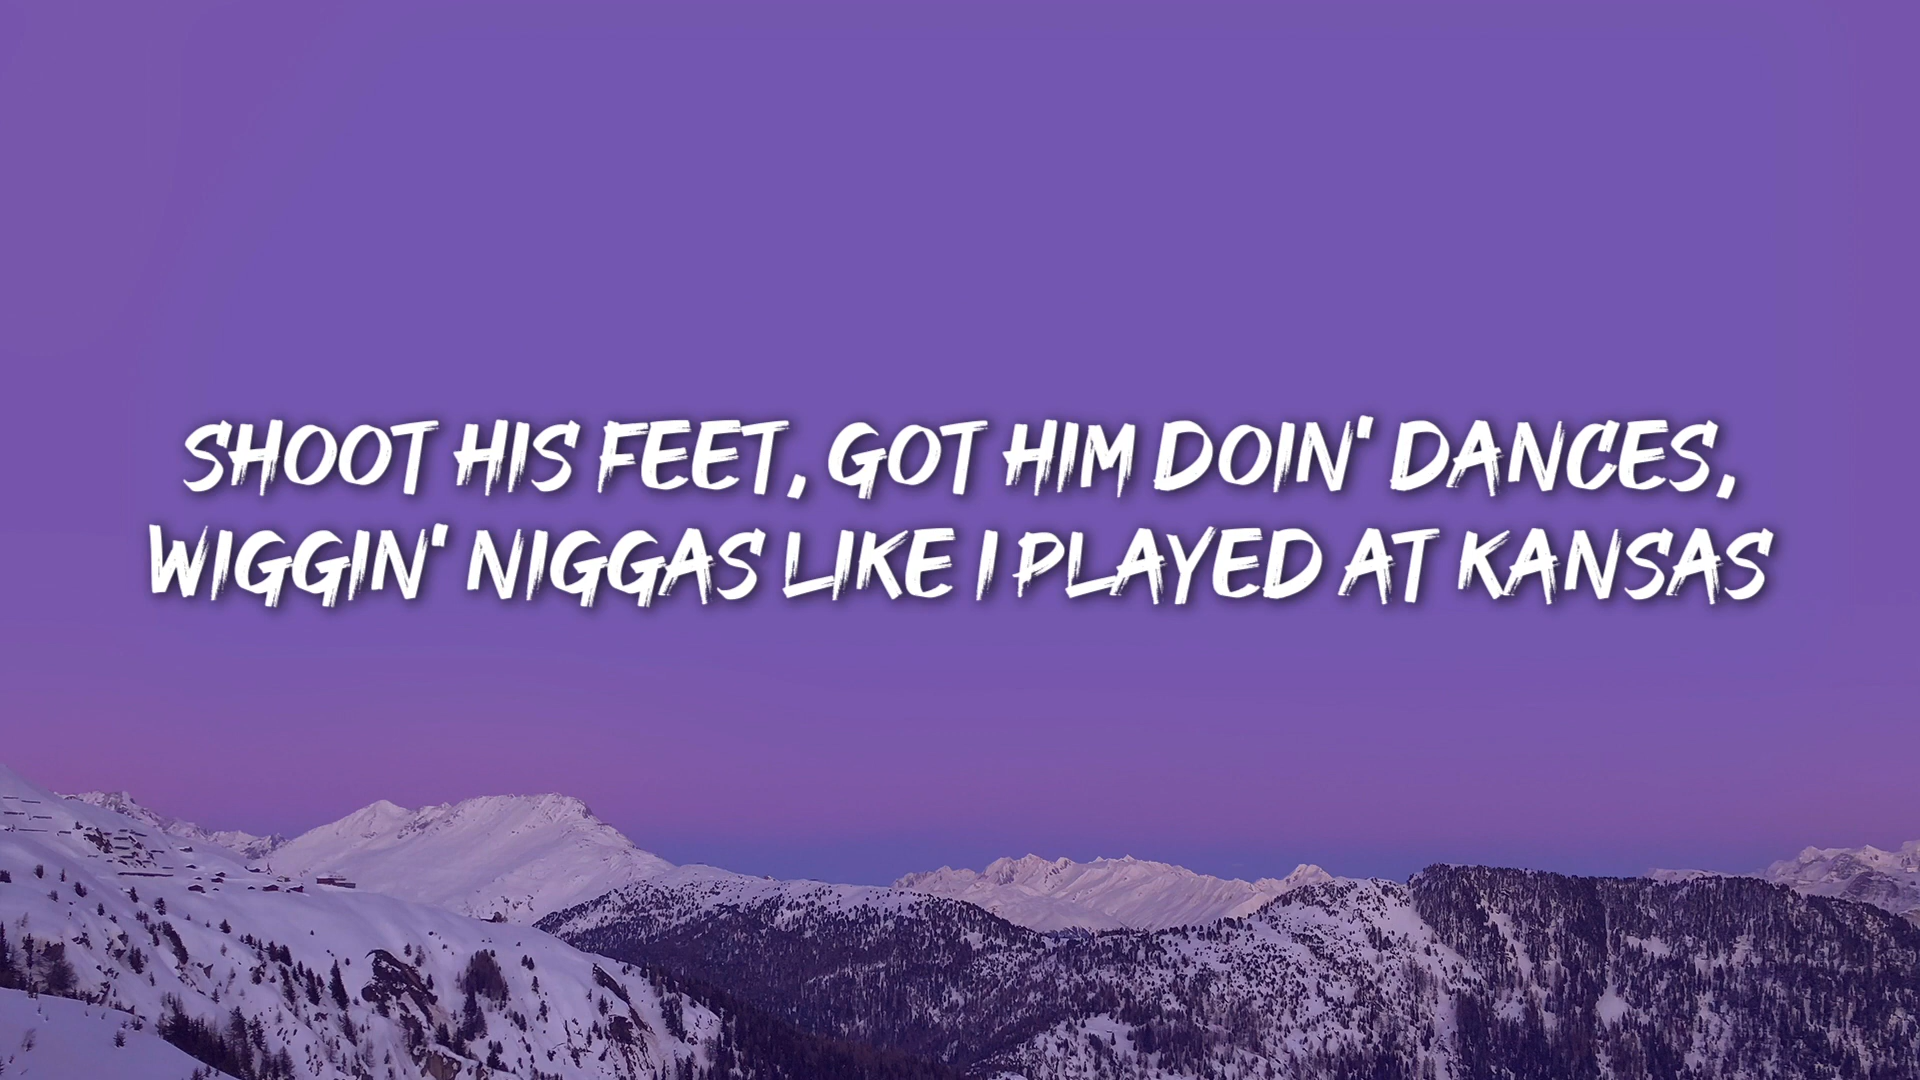 SHOOT HIS FEET, GOT HIM DOIN' DANCES,
WIGGIN' NIGGAS LIKE I PLAYED AT KANSAS